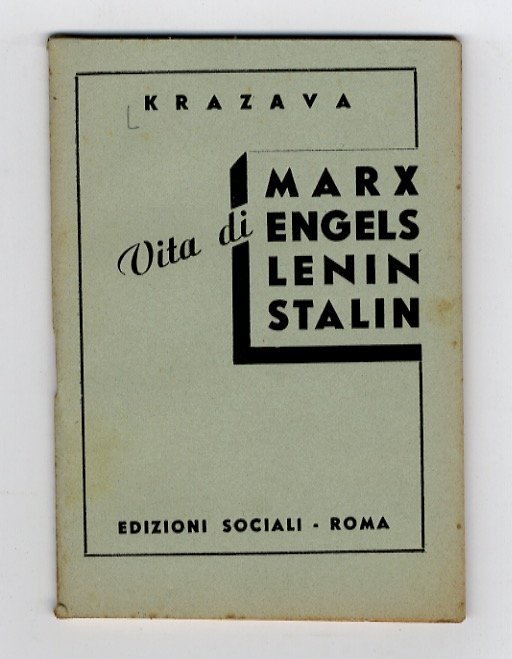 KRAZAVA
Vita di
MARX
ENGELS
LENIN
STALIN
EDIZIONI SOCIALI - ROMA